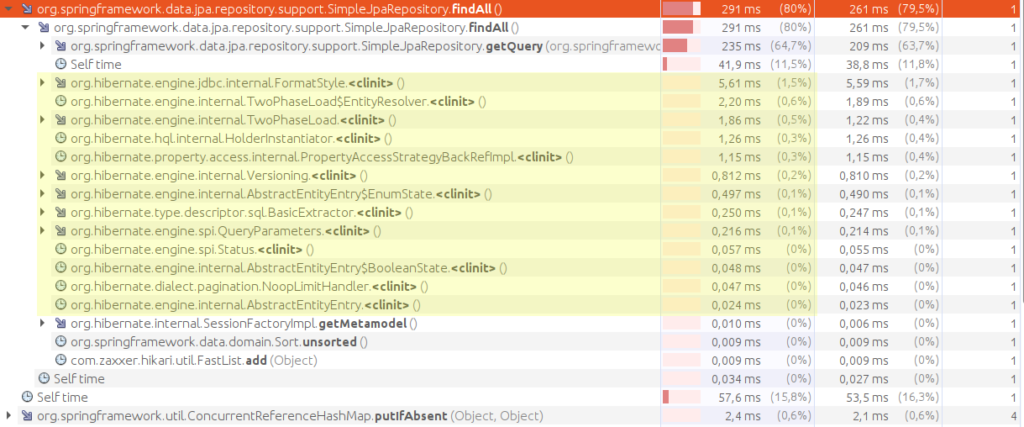 org.springframework.data.jpa.repository.support.SimpleJpaRepository.findAll () 291 ms (80%) 261 ms (79,5%) 1
org.springframework.data.jpa.repository.support.SimpleJpaRepository.findAll () 291 ms (80%) 261 ms (79,5%) 1
org.springframework.data.jpa.repository.support.SimpleJpaRepository.getQuery (org.springframew 235 ms (64,7%) 209 ms (63,7%) 1
Self time 41,9 ms (11,5%) 38,8 ms (11,8%) 1
org.hibernate.engine.jdbc.internal.FormatStyle.<clinit> () 5,61 ms (1,5%) 5,59 ms (1,7%) 1
org.hibernate.engine.internal.TwoPhaseLoad$EntityResolver.<clinit> () 2,20 ms (0,6%) 1,89 ms (0,6%) 1
org.hibernate.engine.internal.TwoPhaseLoad.<clinit> () 1,86 ms (0,5%) 1,22 ms (0,4%) 1
org.hibernate.hql.internal.HolderInstantiator.<clinit> () 1,26 ms (0,3%) 1,26 ms (0,4%) 1
org.hibernate.property.access.internal.PropertyAccessStrategyBackRefImpl.<clinit> () 1,15 ms (0,3%) 1,15 ms (0,4%) 1
org.hibernate.engine.internal.Versioning.<clinit> () 0,812 ms (0,2%) 0,810 ms (0,2%) 1
org.hibernate.engine.internal.AbstractEntityEntry$EnumState.<clinit> () 0,497 ms (0,1%) 0,490 ms (0,1%) 1
org.hibernate.type.descriptor.sql.BasicExtractor.<clinit> () 0,250 ms (0,1%) 0,247 ms (0,1%) 1
org.hibernate.engine.spi.QueryParameters.<clinit> () 0,216 ms (0,1%) 0,214 ms (0,1%) 1
org.hibernate.engine.spi.Status.<clinit> () 0,057 ms (0%) 0,055 ms (0%) 1
org.hibernate.engine.internal.AbstractEntityEntry$BooleanState.<clinit> () 0,048 ms (0%) 0,047 ms (0%) 1
org.hibernate.dialect.pagination.NoopLimitHandler.<clinit> () 0,047 ms (0%) 0,046 ms (0%) 1
org.hibernate.engine.internal.AbstractEntityEntry.<clinit> () 0,024 ms (0%) 0,023 ms (0%) 1
org.hibernate.internal.SessionFactoryImpl.getMetamodel () 0,010 ms (0%) 0,006 ms (0%) 1
org.springframework.data.domain.Sort.unsorted () 0,009 ms (0%) 0,009 ms (0%) 1
com.zaxxer.hikari.util.FastList.add (Object) 0,009 ms (0%) 0,009 ms (0%) 1
Self time 0,034 ms (0%) 0,027 ms (0%) 1
Self time 57,6 ms (15,8%) 53,5 ms (16,3%) 1
org.springframework.util.ConcurrentReferenceHashMap.putIfAbsent (Object, Object) 2,4 ms (0,6%) 2,1 ms (0,6%) 4